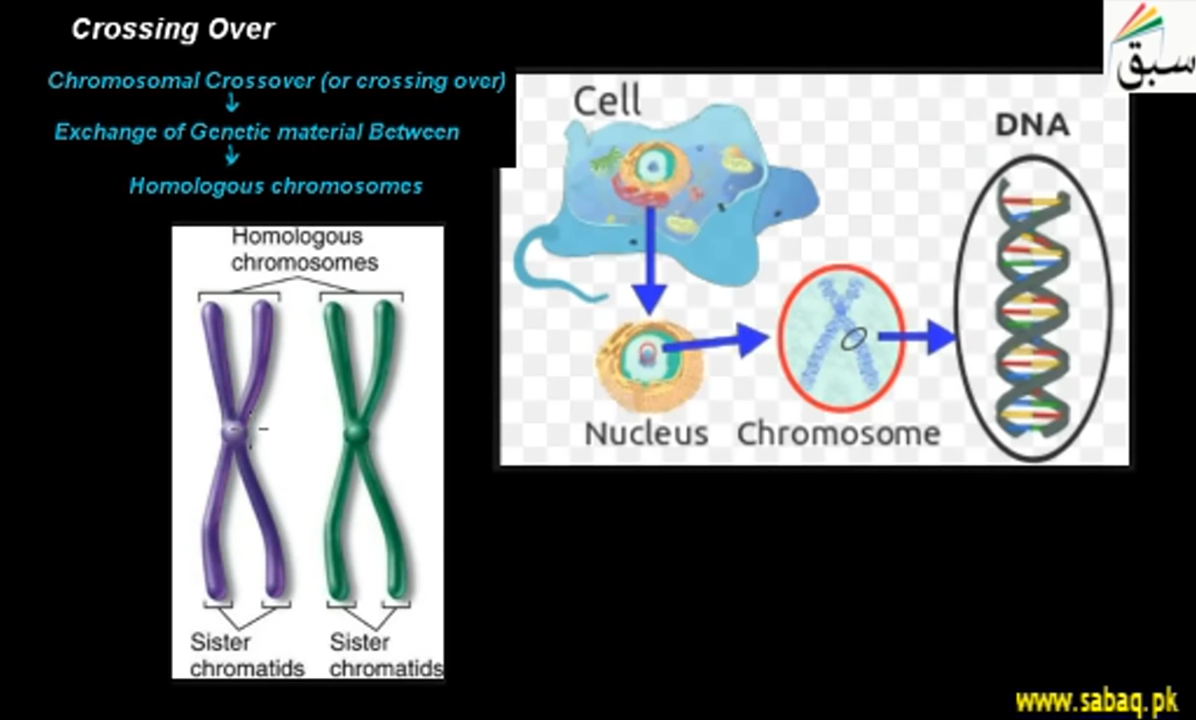 Crossing Over
Chromosomal Crossover (or crossing over)
Exchange of Genetic material Between
Homologous chromosomes
Homologous
chromosomes
Sister
chromatids
Sister
chromatids
Cell
DNA
Nucleus
Chromosome
سبق
www.sabaq.pk